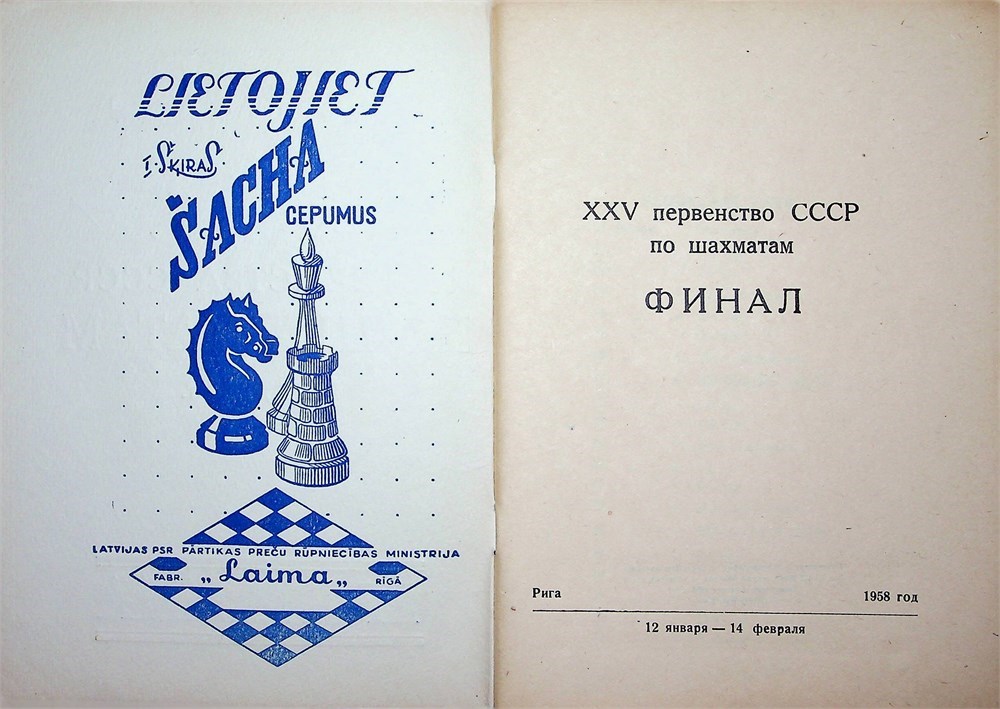 LIETOJIET
I ŠĶIRAS
ŠACHA
CEPUMUS
LATVIJAS PSR PĀRTIKAS PREČU RŪPNIECĪBAS MINISTRIJA
FABR. „Laima„ RĪGĀ
XXV первенство СССР
по шахматам
ФИНАЛ
Рига 1958 год
12 января — 14 февраля